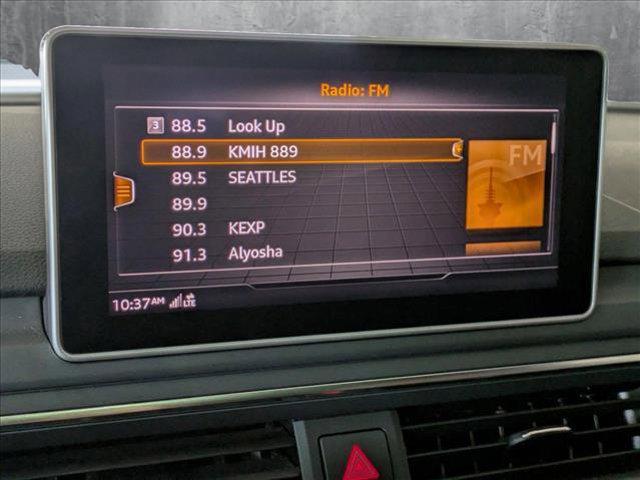 Radio: FM
3 88.5 Look Up
88.9 KMIH 889
FM
89.5 SEATTLES
89.9
90.3 KEXP
91.3 Alyosha
10:37AM LTE